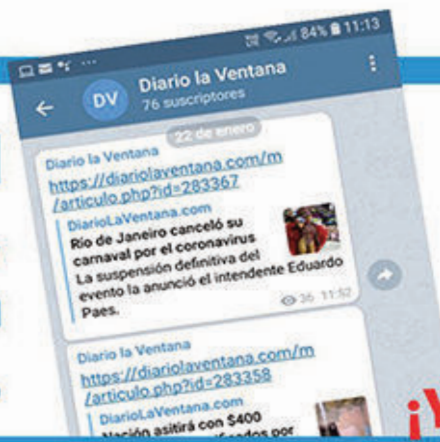 84% 11:13
DV
Diario la Ventana
76 suscriptores
22 de enero
Diario la Ventana
https://diariolaventana.com/m
/articulo.php?id=283367
DiarioLaVentana.com
Rio de Janeiro canceló su
carnaval por el coronavirus
La suspensión definitiva del
evento la anunció el intendente Eduardo
Paes.
36 11:52
Diario la Ventana
https://diariolaventana.com/m
/articulo.php?id=283358
DiarioLaVentana.com
Nación asitirá con $400
por
¡